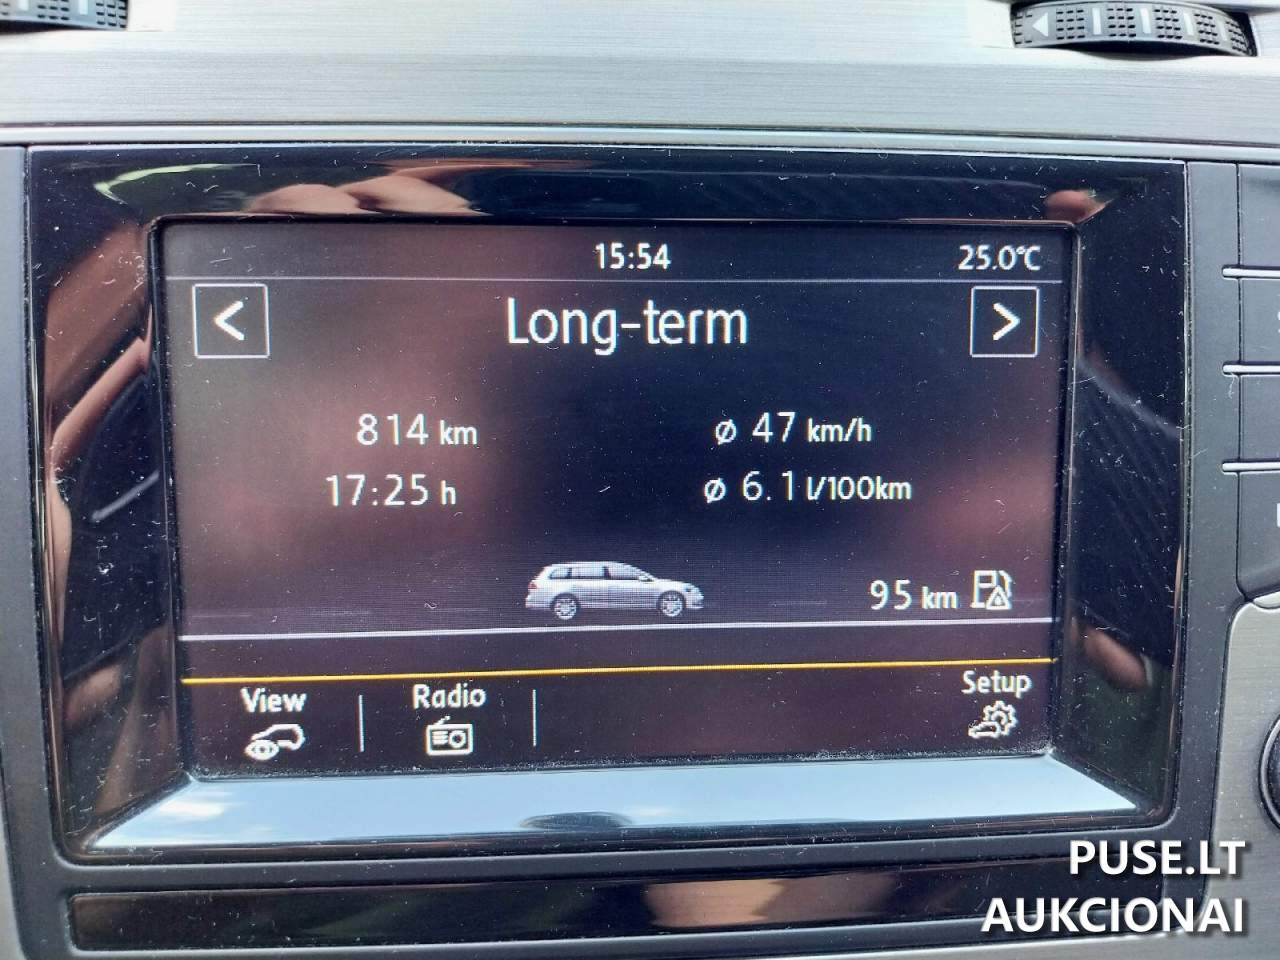 15:54 25.0°C
< Long-term >
814 km ø 47 km/h
17:25 h ø 6.1 l/100km
95 km
View Radio Setup
PUSE.LT
AUKCIONAI